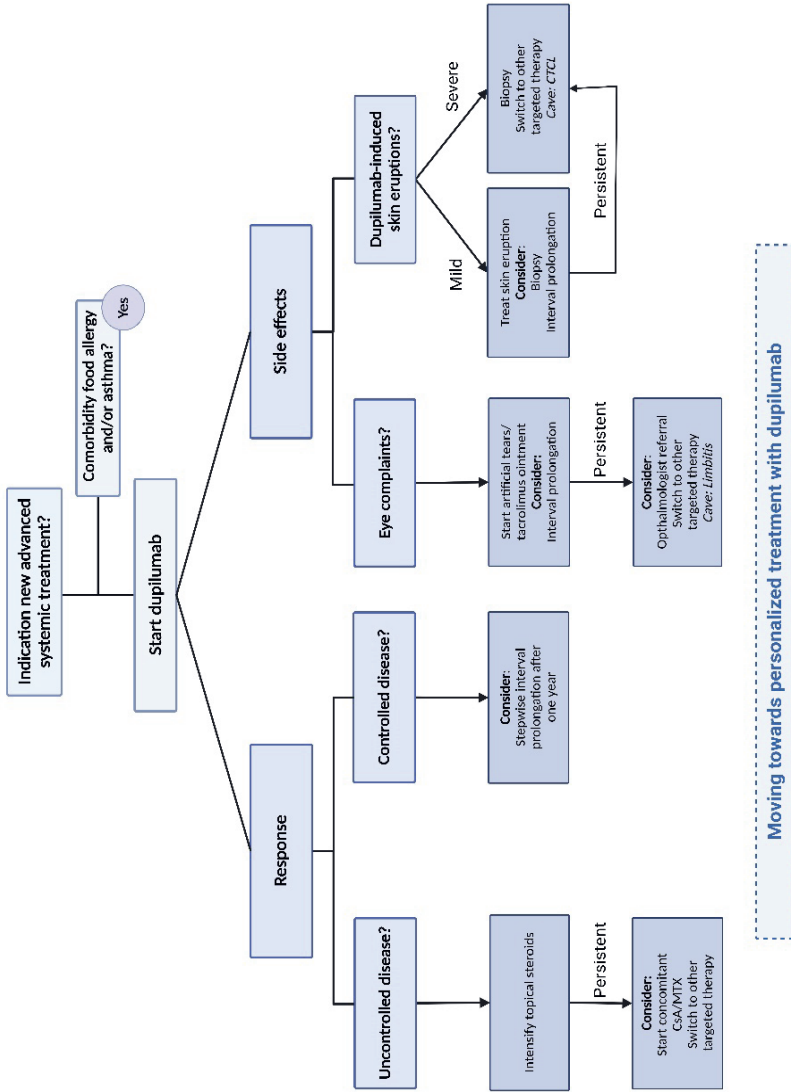 Indication new advanced
systemic treatment?
Comorbidity food allergy
and/or asthma?
Yes
Start dupilumab
Response
Side effects
Uncontrolled disease?
Controlled disease?
Eye complaints?
Dupilumab-induced
skin eruptions?
Mild
Severe
Intensify topical steroids
Consider:
Stepwise interval
prolongation after
one year
Start artificial tears/
tacrolimus ointment
Consider:
Interval prolongation
Treat skin eruption
Consider:
Biopsy
Interval prolongation
Biopsy
Switch to other
targeted therapy
Cave: CTCL
Persistent
Persistent
Persistent
Consider:
Start concomitant
CsA/MTX
Switch to other
targeted therapy
Consider:
Opthalmologist referral
Switch to other
targeted therapy
Cave: Limbitis
Moving towards personalized treatment with dupilumab